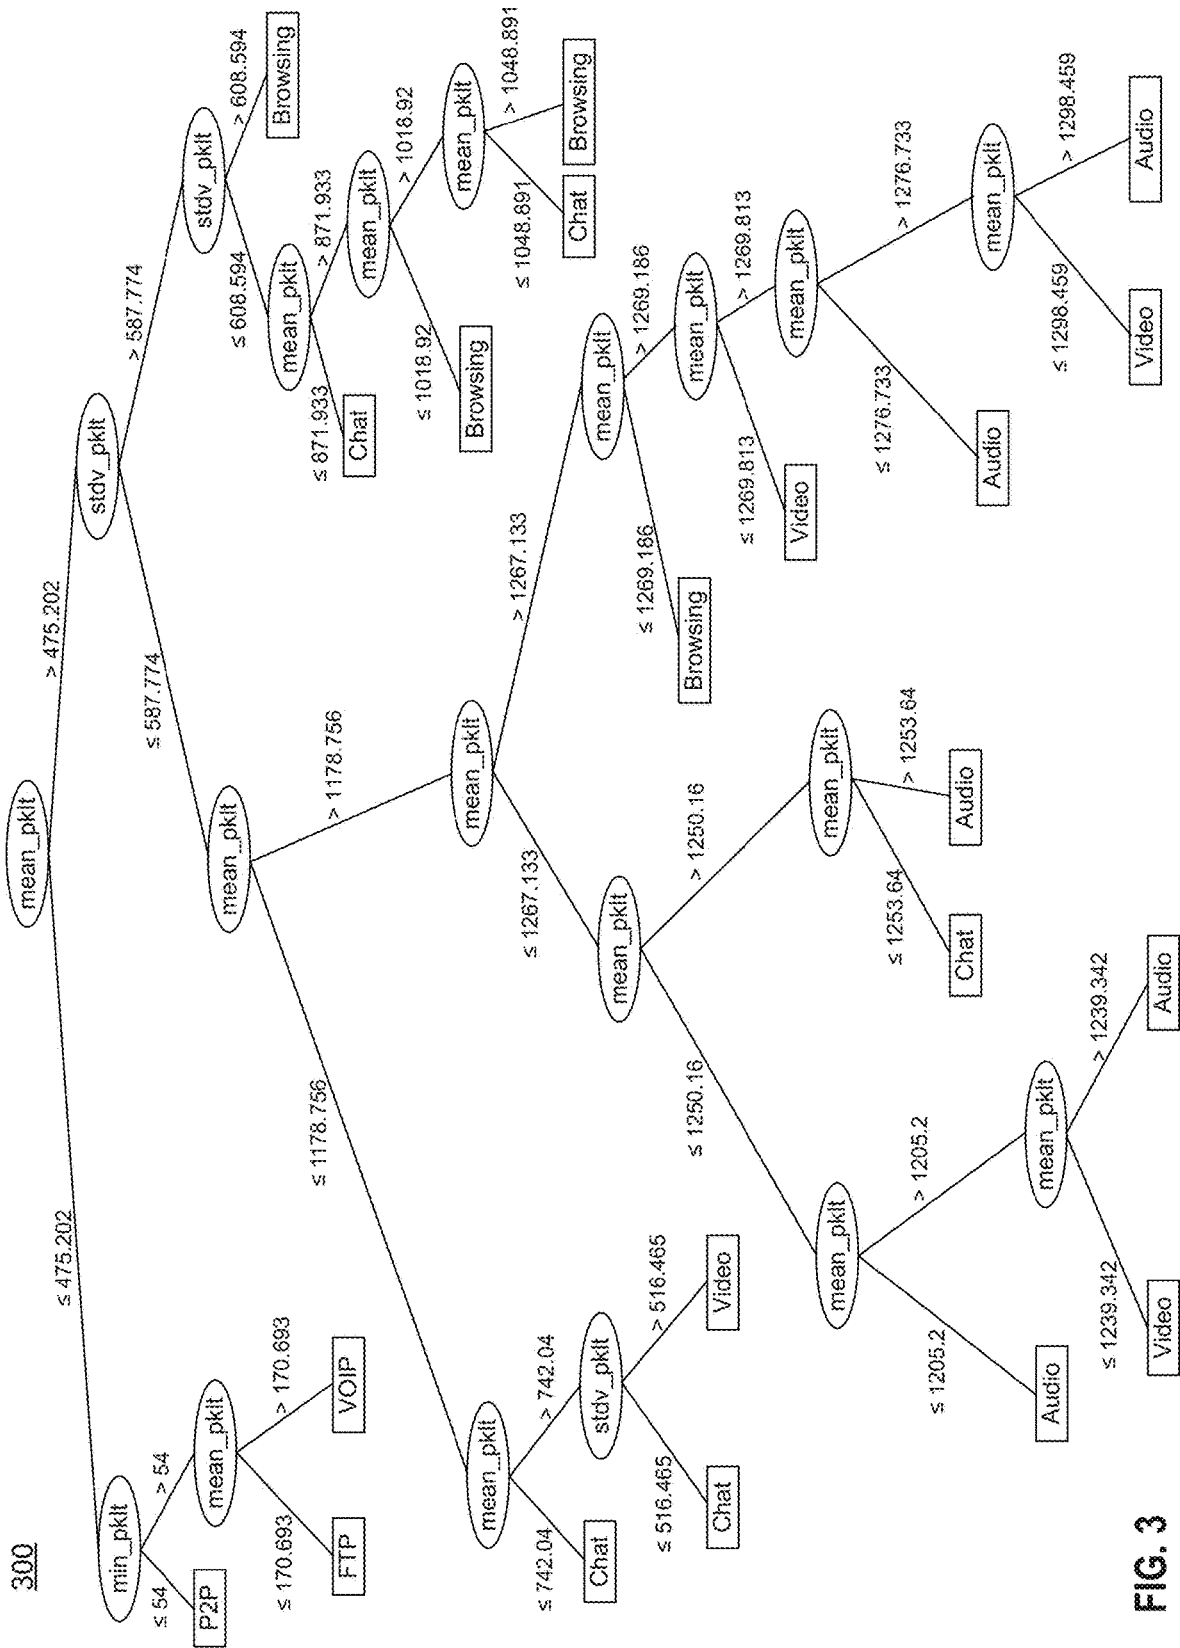 300
mean_pklt
≤ 475.202
> 475.202
min_pklt
stdv_pklt
≤ 54
> 54
≤ 587.774
> 587.774
P2P
mean_pklt
mean_pklt
stdv_pklt
≤ 170.693
> 170.693
≤ 1178.756
> 1178.756
≤ 608.594
> 608.594
FTP
VOIP
mean_pklt
Browsing
≤ 871.933
> 871.933
Chat
mean_pklt
≤ 1018.92
> 1018.92
mean_pklt
mean_pklt
Browsing
mean_pklt
≤ 742.04
> 742.04
≤ 1267.133
> 1267.133
≤ 1048.891
> 1048.891
Chat
stdv_pklt
mean_pklt
mean_pklt
Chat
Browsing
≤ 516.465
> 516.465
≤ 1250.16
> 1250.16
≤ 1269.186
> 1269.186
Chat
Video
Browsing
mean_pklt
≤ 1269.813
> 1269.813
mean_pklt
mean_pklt
Video
mean_pklt
≤ 1205.2
> 1205.2
≤ 1253.64
> 1253.64
≤ 1276.733
> 1276.733
Audio
mean_pklt
Chat
Audio
Audio
mean_pklt
≤ 1239.342
> 1239.342
≤ 1298.459
> 1298.459
Video
Audio
Video
Audio
FIG. 3